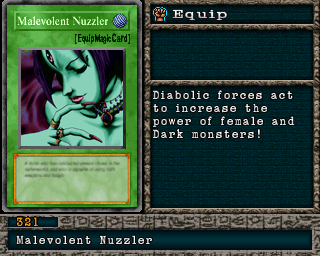 Malevolent Nuzzler
[EquipMagicCard]
Equip
Diabolic forces act
to increase the
power of female and
Dark monsters!
321
Malevolent Nuzzler